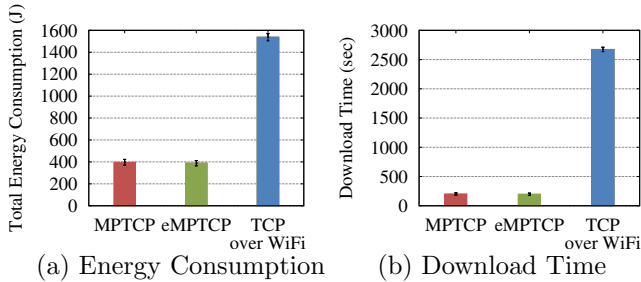 Total Energy Consumption (J)
1600
1400
1200
1000
800
600
400
200
0
MPTCP eMPTCP TCP
over WiFi
(a) Energy Consumption
Download Time (sec)
3000
2500
2000
1500
1000
500
0
MPTCP eMPTCP TCP
over WiFi
(b) Download Time